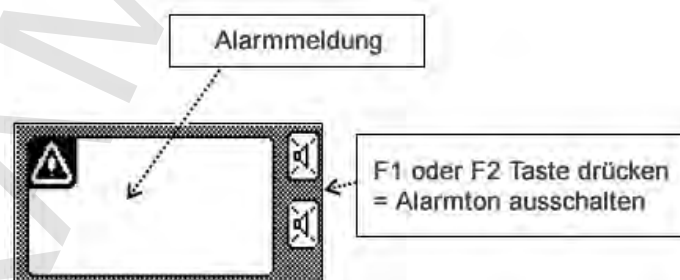 Alarmmeldung
F1 oder F2 Taste drücken
= Alarmton ausschalten